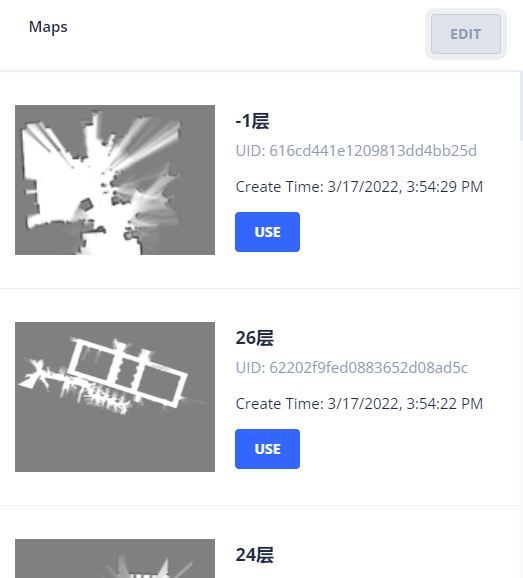 Maps
EDIT
-1层
UID: 616cd441e1209813dd4bb25d
Create Time: 3/17/2022, 3:54:29 PM
USE
26层
UID: 62202f9fed0883652d08ad5c
Create Time: 3/17/2022, 3:54:22 PM
USE
24层